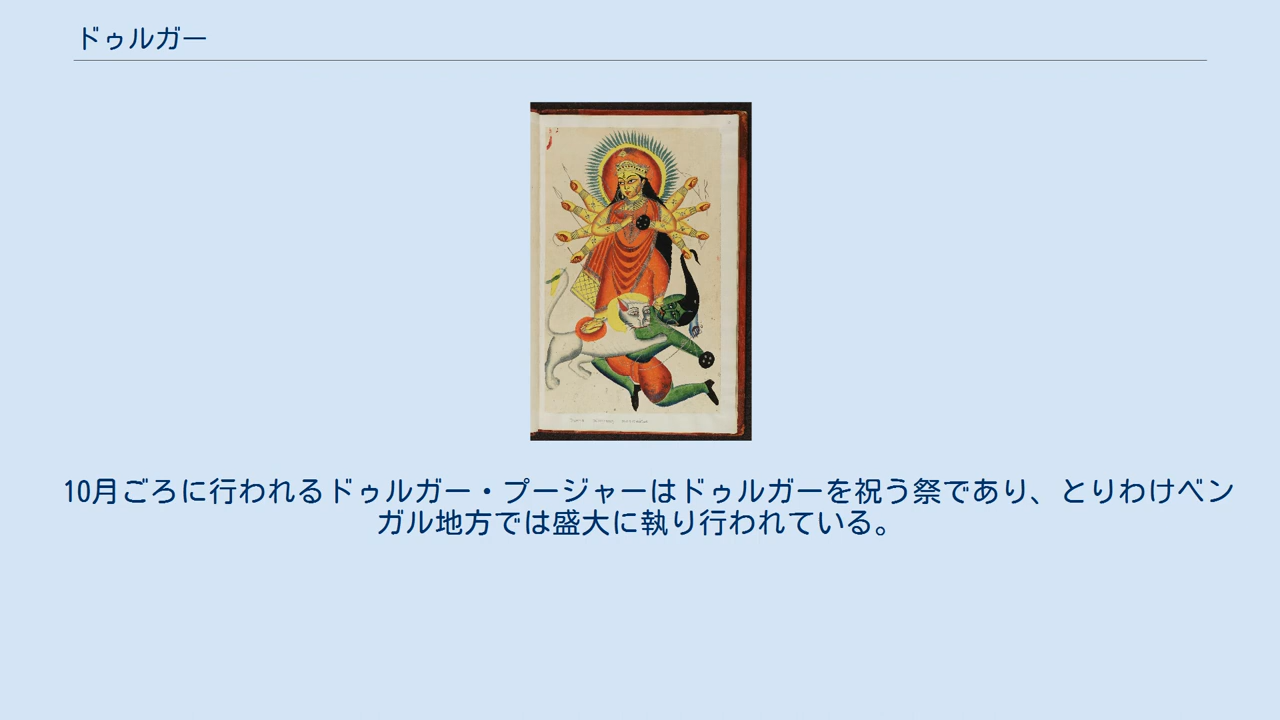 ドゥルガー
10月ごろに行われるドゥルガー・プージャーはドゥルガーを祝う祭であり、とりわけベン
ガル地方では盛大に執り行われている。